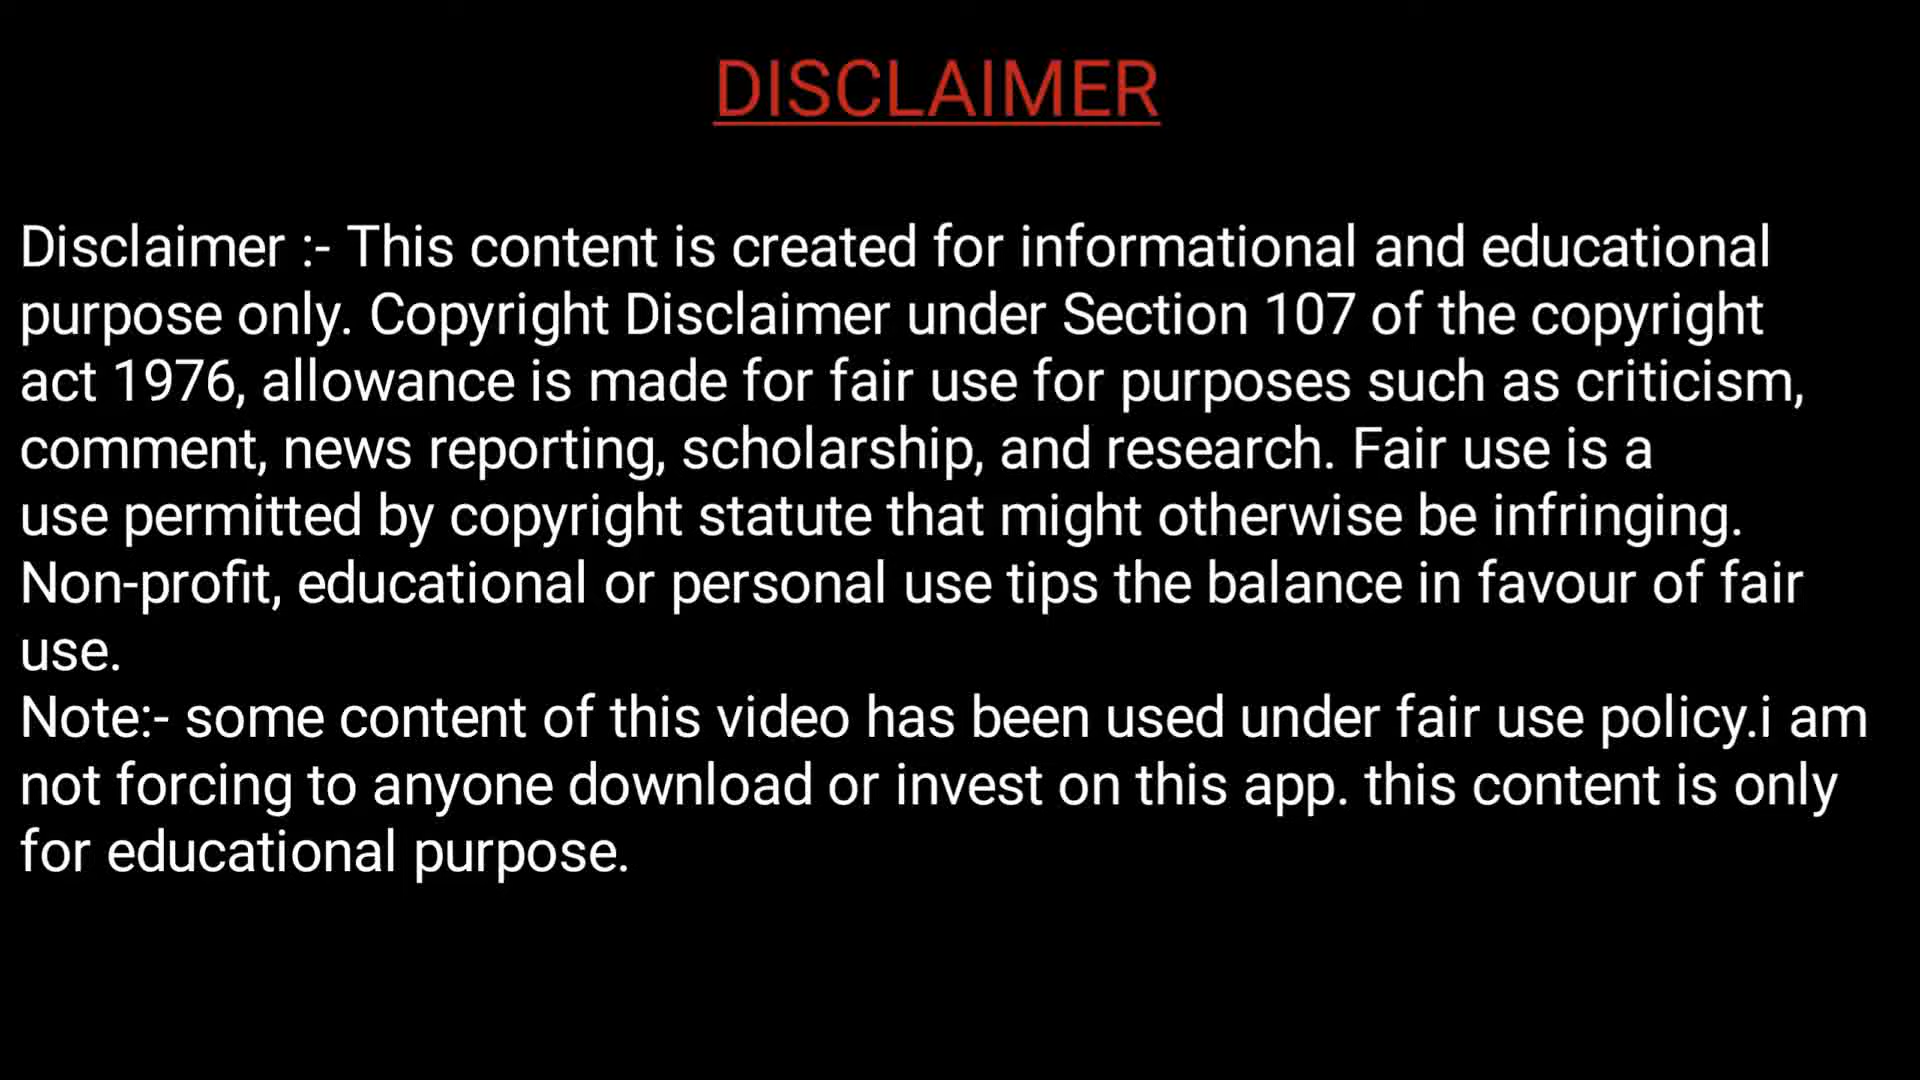 DISCLAIMER
Disclaimer :- This content is created for informational and educational
purpose only. Copyright Disclaimer under Section 107 of the copyright
act 1976, allowance is made for fair use for purposes such as criticism,
comment, news reporting, scholarship, and research. Fair use is a
use permitted by copyright statute that might otherwise be infringing.
Non-profit, educational or personal use tips the balance in favour of fair
use.
Note:- some content of this video has been used under fair use policy.i am
not forcing to anyone download or invest on this app. this content is only
for educational purpose.